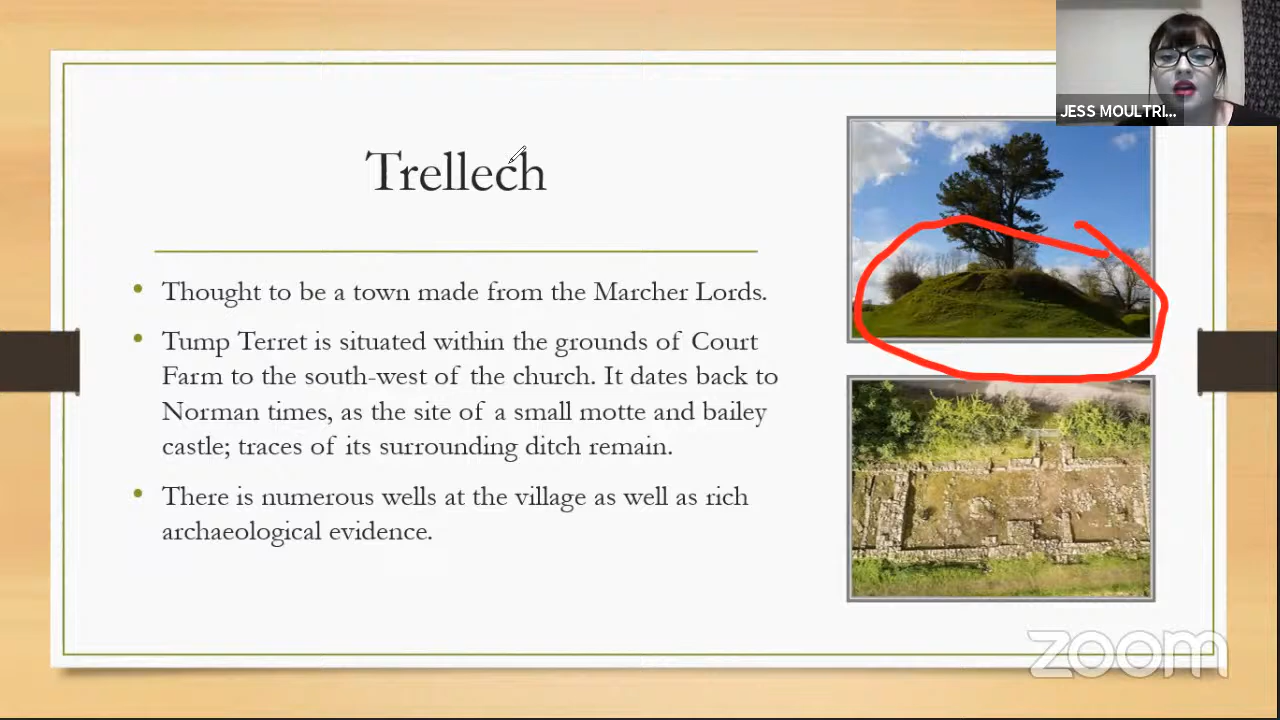 JESS MOULTRI...
Trellech
Thought to be a town made from the Marcher Lords.
Tump Terret is situated within the grounds of Court
Farm to the south-west of the church. It dates back to
Norman times, as the site of a small motte and bailey
castle; traces of its surrounding ditch remain.
There is numerous wells at the village as well as rich
archaeological evidence.
zoom